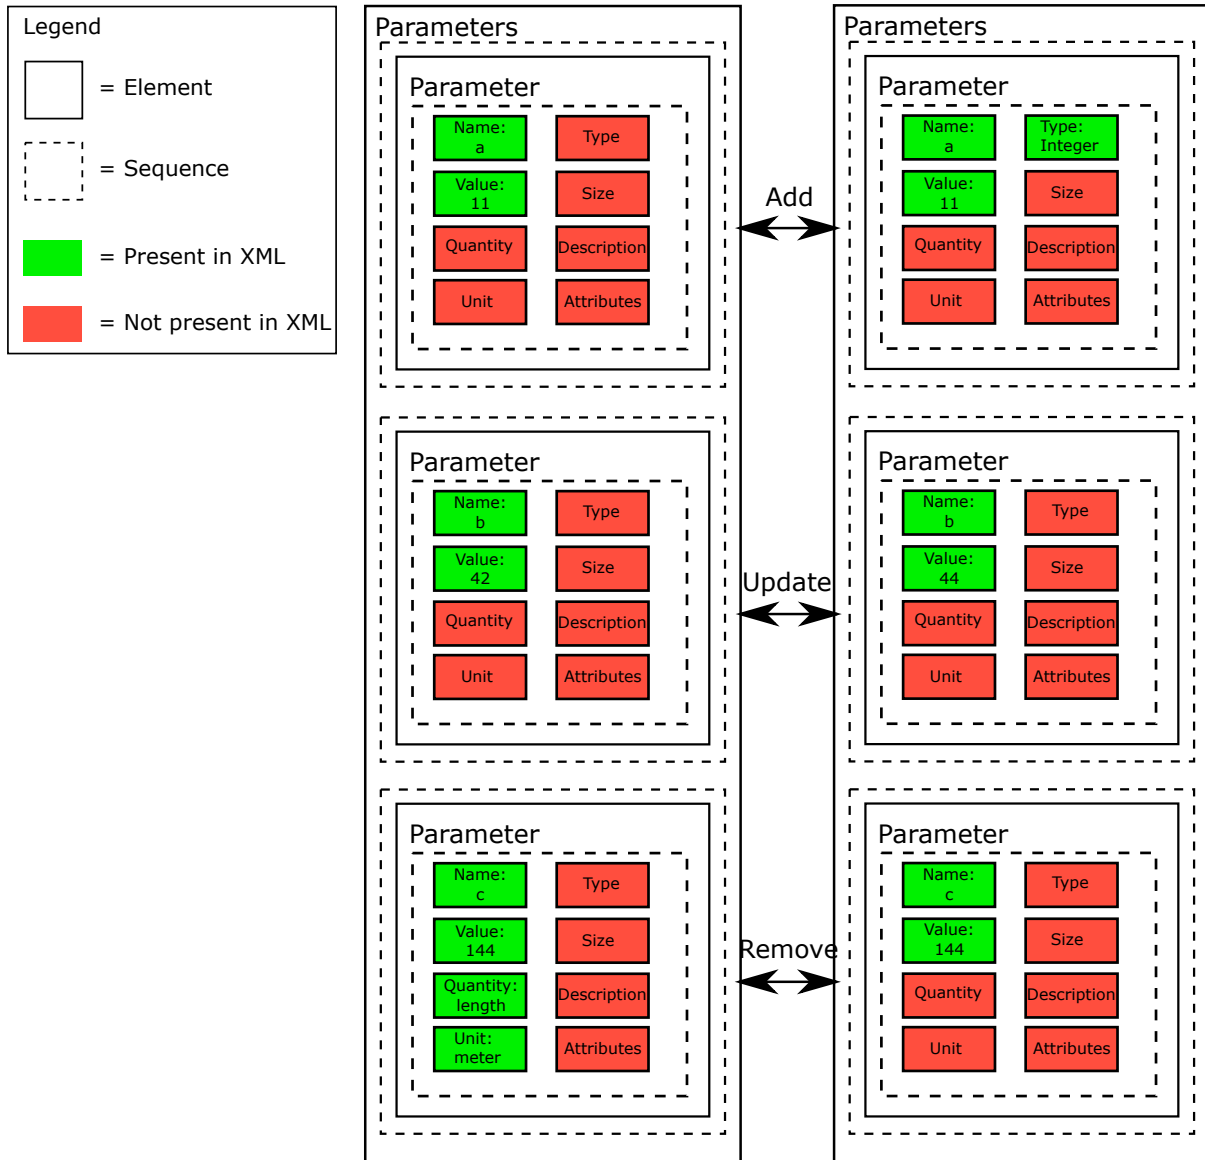 Legend
= Element
= Sequence
= Present in XML
= Not present in XML
Parameters
Parameter
Name:
a
Type
Value:
11
Size
Quantity
Description
Unit
Attributes
Parameter
Name:
b
Type
Value:
42
Size
Quantity
Description
Unit
Attributes
Parameter
Name:
c
Type
Value:
144
Size
Quantity:
length
Description
Unit:
meter
Attributes
Add
Update
Remove
Parameters
Parameter
Name:
a
Type:
Integer
Value:
11
Size
Quantity
Description
Unit
Attributes
Parameter
Name:
b
Type
Value:
44
Size
Quantity
Description
Unit
Attributes
Parameter
Name:
c
Type
Value:
144
Size
Quantity
Description
Unit
Attributes